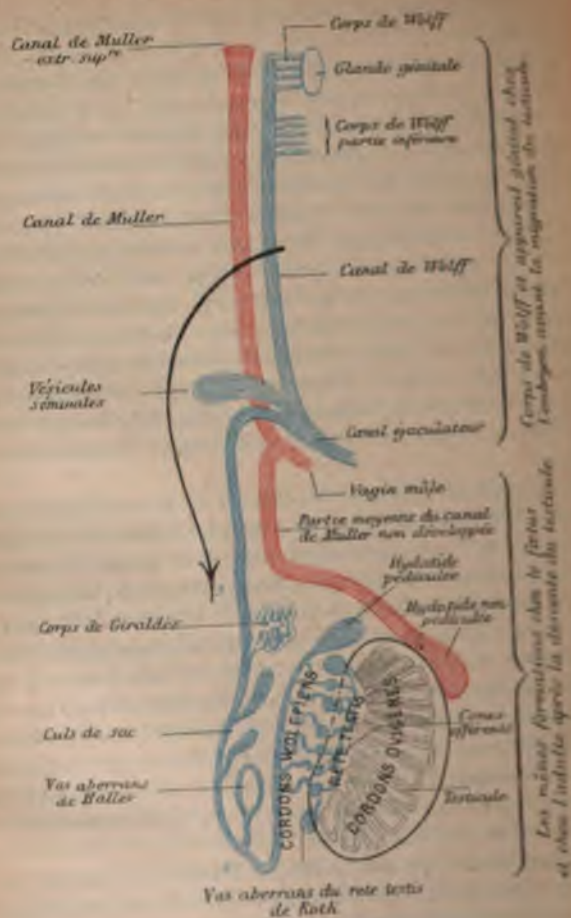 Canal de Muller
extr. supre
Corps de Wolff
Glande génitale
Corps de Wolff
partie inférieure
Canal de Muller
Canal de Wolff
Vésicules
séminales
Canal éjaculateur
Vagin mâle
Partie moyenne du canal
de Muller non développée
Hydatide
pédiculée
Hydatide non
pédiculée
Corps de Giraldès
Culs de sac
Vas aberrans
de Haller
CORDONS WOLFFIENS
RETE TESTIS
CORDONS OVIGÈNES
Cones
efférents
Testicule
Vas aberrans du rete testis
de Roth
Corps de Wolff et appareil génital chez
l'embryon avant la migration du testicule
Les mêmes formations chez le fœtus
et chez l'adulte après la descente du testicule